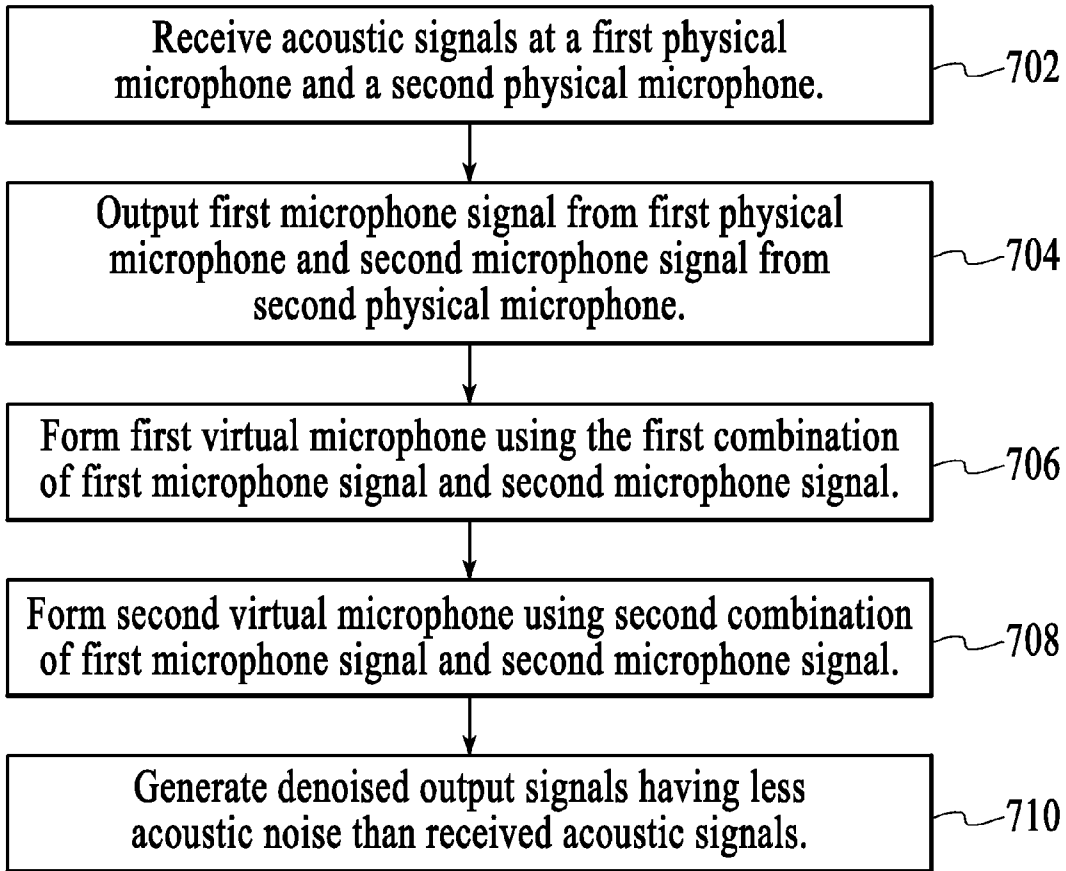 Receive acoustic signals at a first physical
microphone and a second physical microphone.
702
Output first microphone signal from first physical
microphone and second microphone signal from
second physical microphone.
704
Form first virtual microphone using the first combination
of first microphone signal and second microphone signal.
706
Form second virtual microphone using second combination
of first microphone signal and second microphone signal.
708
Generate denoised output signals having less
acoustic noise than received acoustic signals.
710